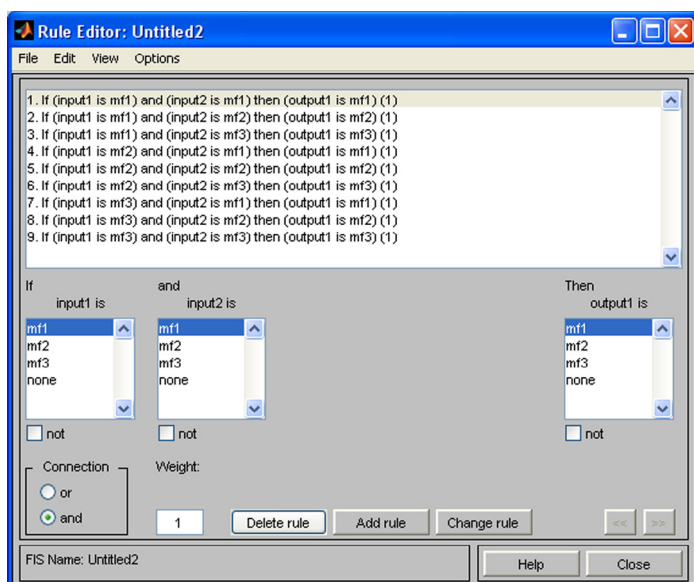 Rule Editor: Untitled2
File Edit View Options
1. If (input1 is mf1) and (input2 is mf1) then (output1 is mf1) (1)
2. If (input1 is mf1) and (input2 is mf2) then (output1 is mf2) (1)
3. If (input1 is mf1) and (input2 is mf3) then (output1 is mf3) (1)
4. If (input1 is mf2) and (input2 is mf1) then (output1 is mf1) (1)
5. If (input1 is mf2) and (input2 is mf2) then (output1 is mf2) (1)
6. If (input1 is mf2) and (input2 is mf3) then (output1 is mf3) (1)
7. If (input1 is mf3) and (input2 is mf1) then (output1 is mf1) (1)
8. If (input1 is mf3) and (input2 is mf2) then (output1 is mf2) (1)
9. If (input1 is mf3) and (input2 is mf3) then (output1 is mf3) (1)
If
input1 is
mf1
mf2
mf3
none
not
and
input2 is
mf1
mf2
mf3
none
not
Then
output1 is
mf1
mf2
mf3
none
not
Connection
or
and
Weight:
1
Delete rule
Add rule
Change rule
<<
>>
FIS Name: Untitled2
Help
Close